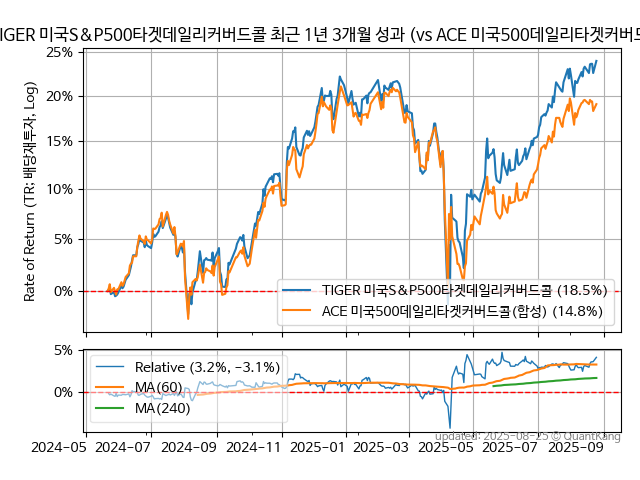 TIGER 미국S&P500타겟데일리커버드콜 최근 1년 3개월 성과 (vs ACE 미국500데일리타겟커버드
Rate of Return (TR: 배당재투자, Log)
25%
20%
15%
10%
5%
0%
TIGER 미국S&P500타겟데일리커버드콜 (18.5%)
ACE 미국500데일리타겟커버드콜(합성) (14.8%)
5%
0%
Relative (3.2%, −3.1%)
MA(60)
MA(240)
2024-05 2024-07 2024-09 2024-11 2025-01 2025-03 2025-05 2025-07 2025-09
updated: 2025-08-25 © QuantKang